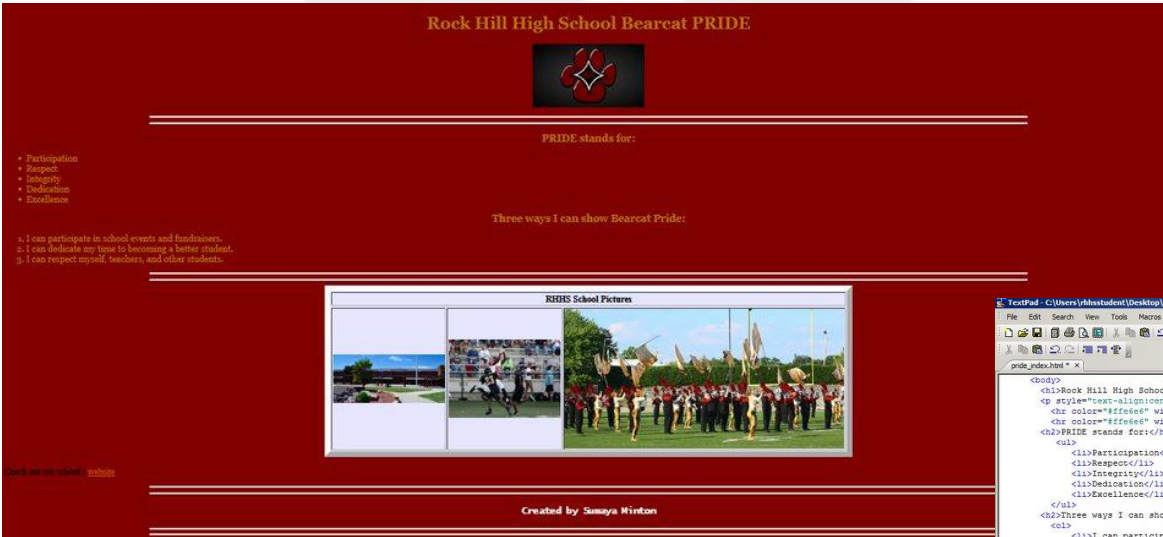 Rock Hill High School Bearcat PRIDE
PRIDE stands for:
• Participation
• Respect
• Integrity
• Dedication
• Excellence
Three ways I can show Bearcat Pride:
1. I can participate in school events and fundraisers.
2. I can dedicate my time to becoming a better student.
3. I can respect myself, teachers, and other students.
RHHS School Pictures
Check out our school's website
Created by Sumaya Minton
TextPad - C:\Users\rhhsstudent\Desktop\
File Edit Search View Tools Macros
pride_index.html * ×
<body>
<h1>Rock Hill High Schoo
<p style="text-align:cen
<hr color="#ffe6e6" wi
<hr color="#ffe6e6" wi
<h2>PRIDE stands for:</h
<ul>
<li>Participation<
<li>Respect</li>
<li>Integrity</li>
<li>Dedication</li
<li>Excellence</li
</ul>
<h2>Three ways I can sho
<ol>
<li>I can particip